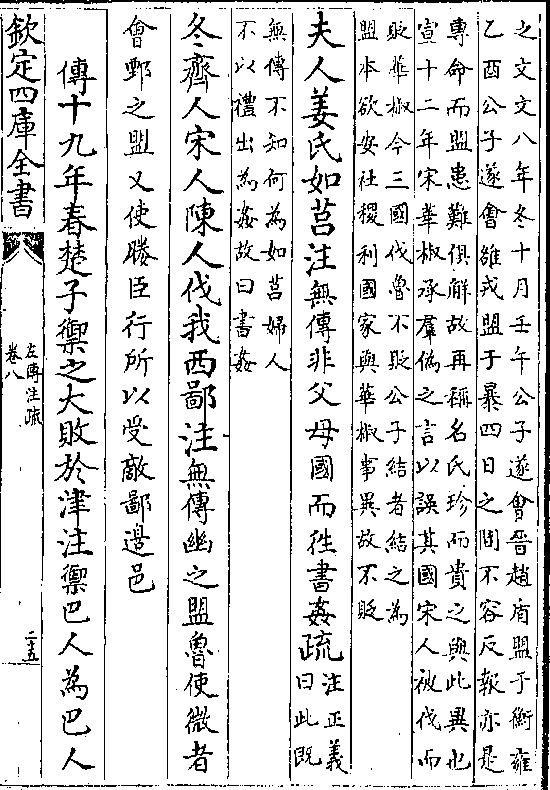 之文文八年冬十月壬午公子遂會晉趙盾盟于衡雍
乙酉公子遂會雒戎盟于暴四日之間不容反報亦是
專命而盟患難俱解故再稱名氏珍而貴之與此異也
宣十二年宋華椒承羣偽之言以誤其國宋人被伐而
貶華椒今三國伐魯不貶公子結者結之為
盟本欲安社稷利國家與華椒事異故不貶
夫人姜氏如莒注無傳非父母國而往書姦疏注正義
曰此既
無傳不知何為如莒婦人
不以禮出為姦故曰書姦
冬齊人宋人陳人伐我西鄙注無傳幽之盟魯使微者
會鄄之盟又使媵臣行所以受敵鄙邊邑
傳十九年春楚子禦之大敗於津注禦巴人為巴人
欽定四庫全書
左傳注疏
卷八
二五